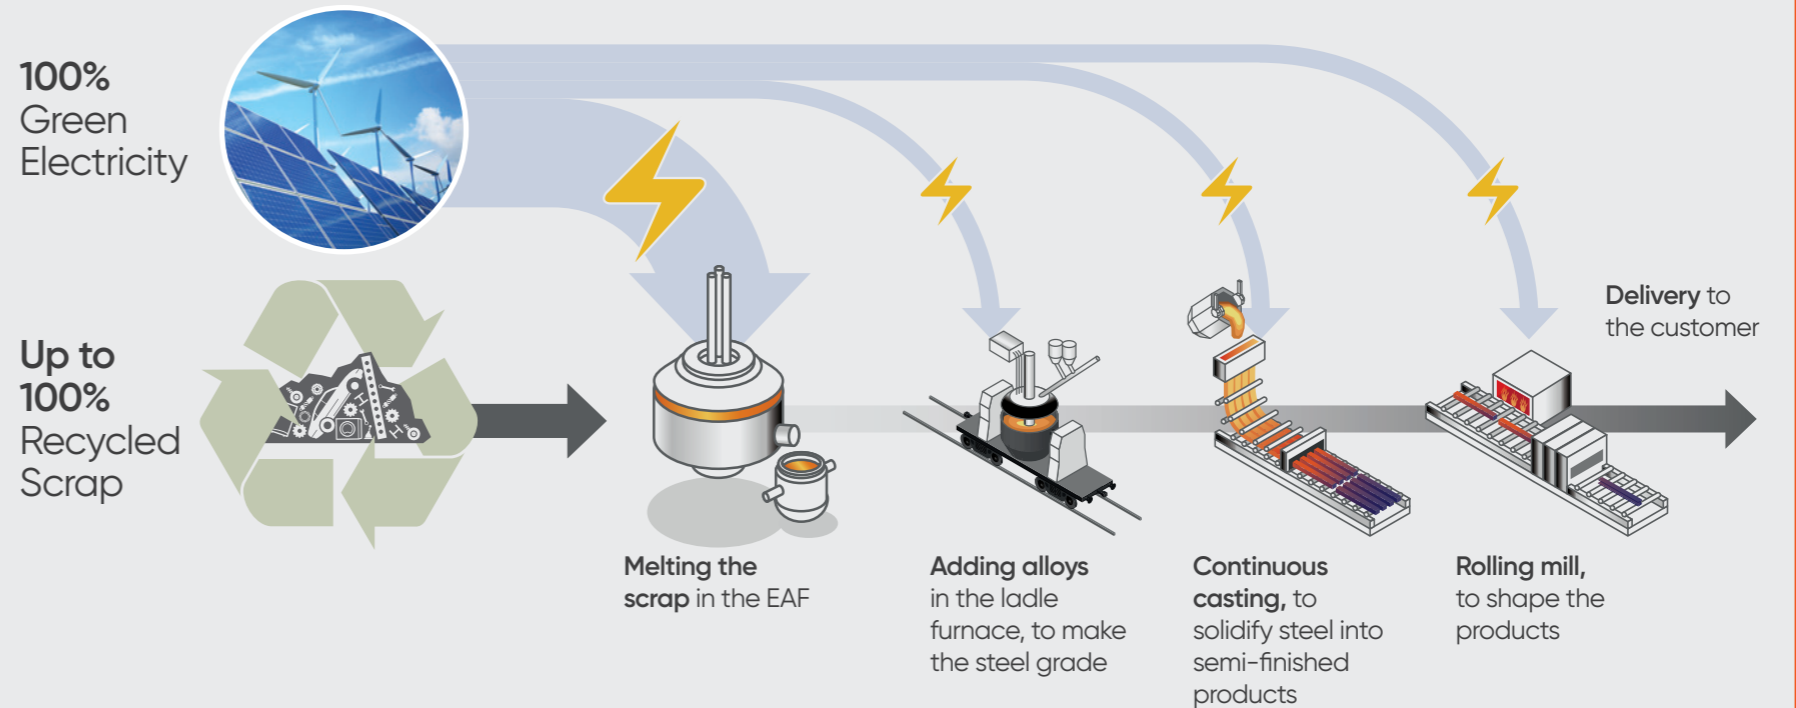 100%
Green
Electricity
Up to
100%
Recycled
Scrap
Melting the
scrap in the EAF
Adding alloys
in the ladle
furnace, to make
the steel grade
Continuous
casting, to
solidify steel into
semi-finished
products
Rolling mill,
to shape the
products
Delivery to
the customer